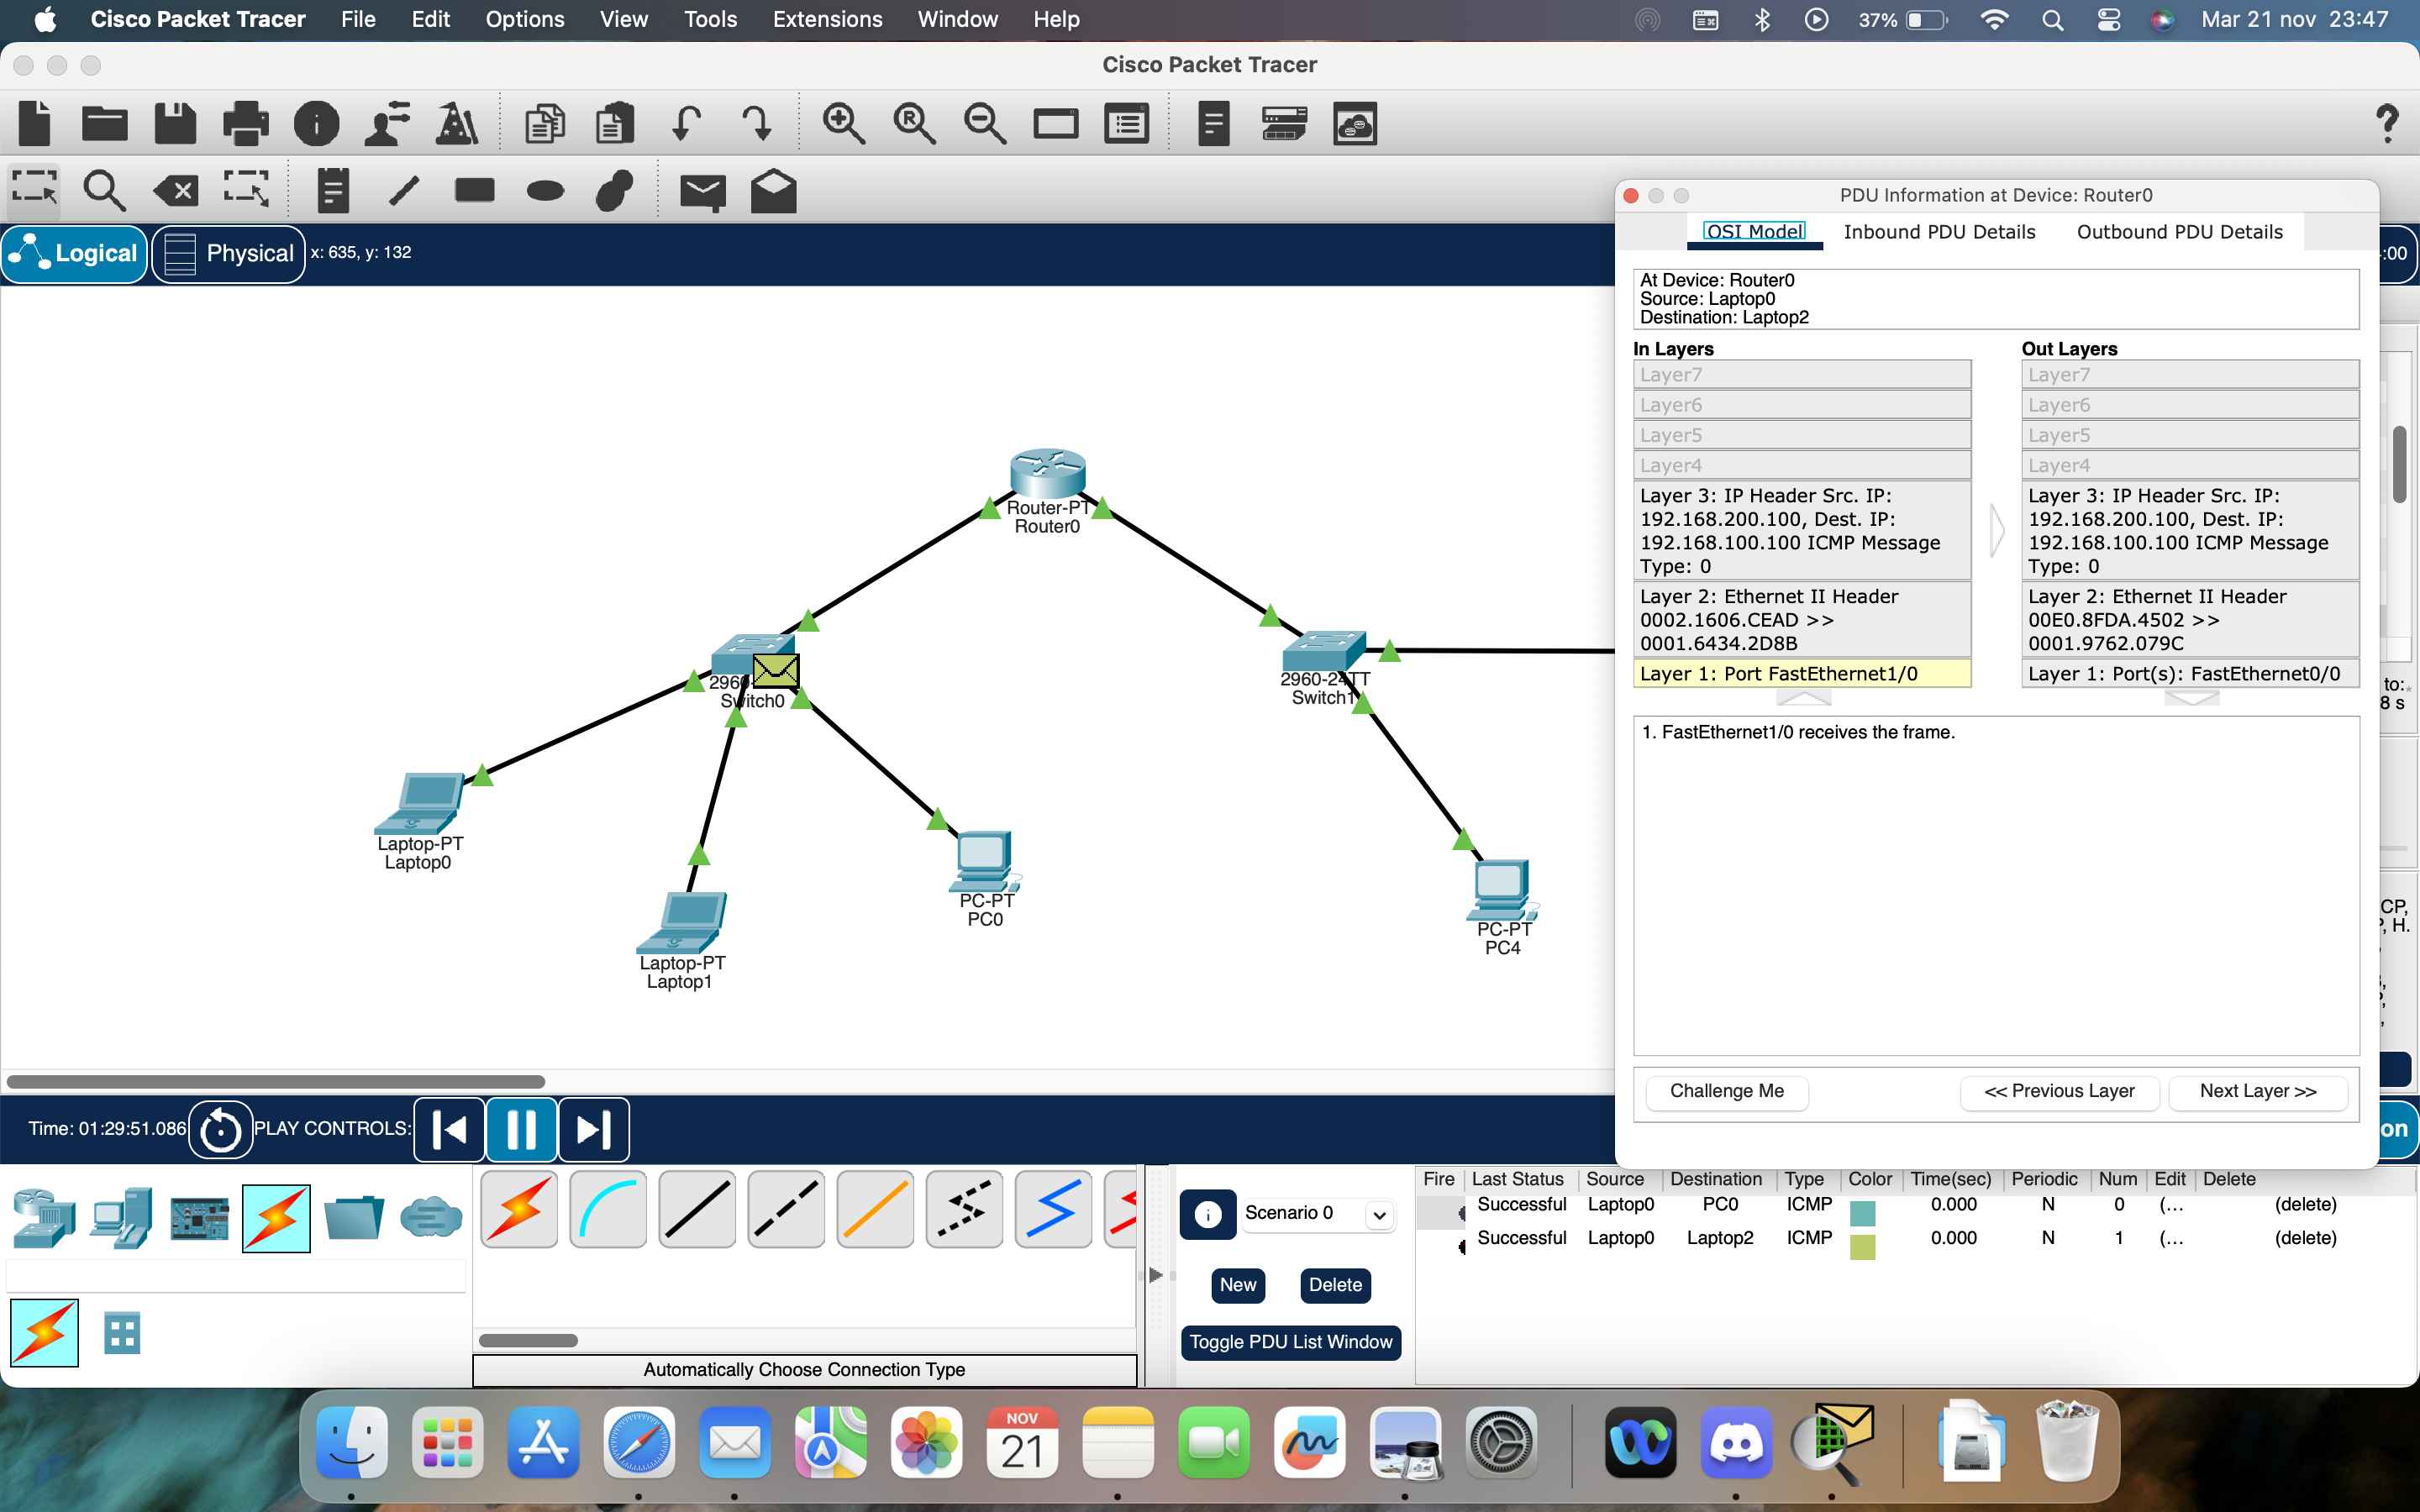 Cisco Packet Tracer File Edit Options View Tools Extensions Window Help 37% Mar 21 nov 23:47
Cisco Packet Tracer
PDU Information at Device: Router0
Logical Physical x: 635, y: 132
:00
OSI Model Inbound PDU Details Outbound PDU Details
At Device: Router0
Source: Laptop0
Destination: Laptop2
In Layers
Layer7
Layer6
Layer5
Layer4
Layer 3: IP Header Src. IP:
192.168.200.100, Dest. IP:
192.168.100.100 ICMP Message
Type: 0
Layer 2: Ethernet II Header
0002.1606.CEAD >>
0001.6434.2D8B
Layer 1: Port FastEthernet1/0
Out Layers
Layer7
Layer6
Layer5
Layer4
Layer 3: IP Header Src. IP:
192.168.200.100, Dest. IP:
192.168.100.100 ICMP Message
Type: 0
Layer 2: Ethernet II Header
00E0.8FDA.4502 >>
0001.9762.079C
Layer 1: Port(s): FastEthernet0/0
1. FastEthernet1/0 receives the frame.
Challenge Me << Previous Layer Next Layer >>
to:
8 s
CP,
H.
on
Router-PT
Router0
2960-
Switch0
2960-24TT
Switch1
Laptop-PT
Laptop0
Laptop-PT
Laptop1
PC-PT
PC0
PC-PT
PC4
Time: 01:29:51.086 PLAY CONTROLS:
Scenario 0
New Delete
Toggle PDU List Window
Automatically Choose Connection Type
Fire Last Status Source Destination Type Color Time(sec) Periodic Num Edit Delete
Successful Laptop0 PC0 ICMP 0.000 N 0 (... (delete)
Successful Laptop0 Laptop2 ICMP 0.000 N 1 (... (delete)
NOV
21